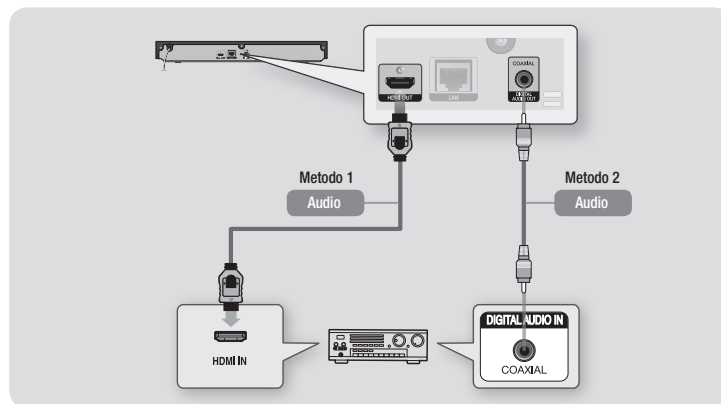 COAXIAL
HDMI OUT
LAN
DIGITAL
AUDIO OUT
Metodo 1
Audio
Metodo 2
Audio
HDMI IN
DIGITAL AUDIO IN
COAXIAL